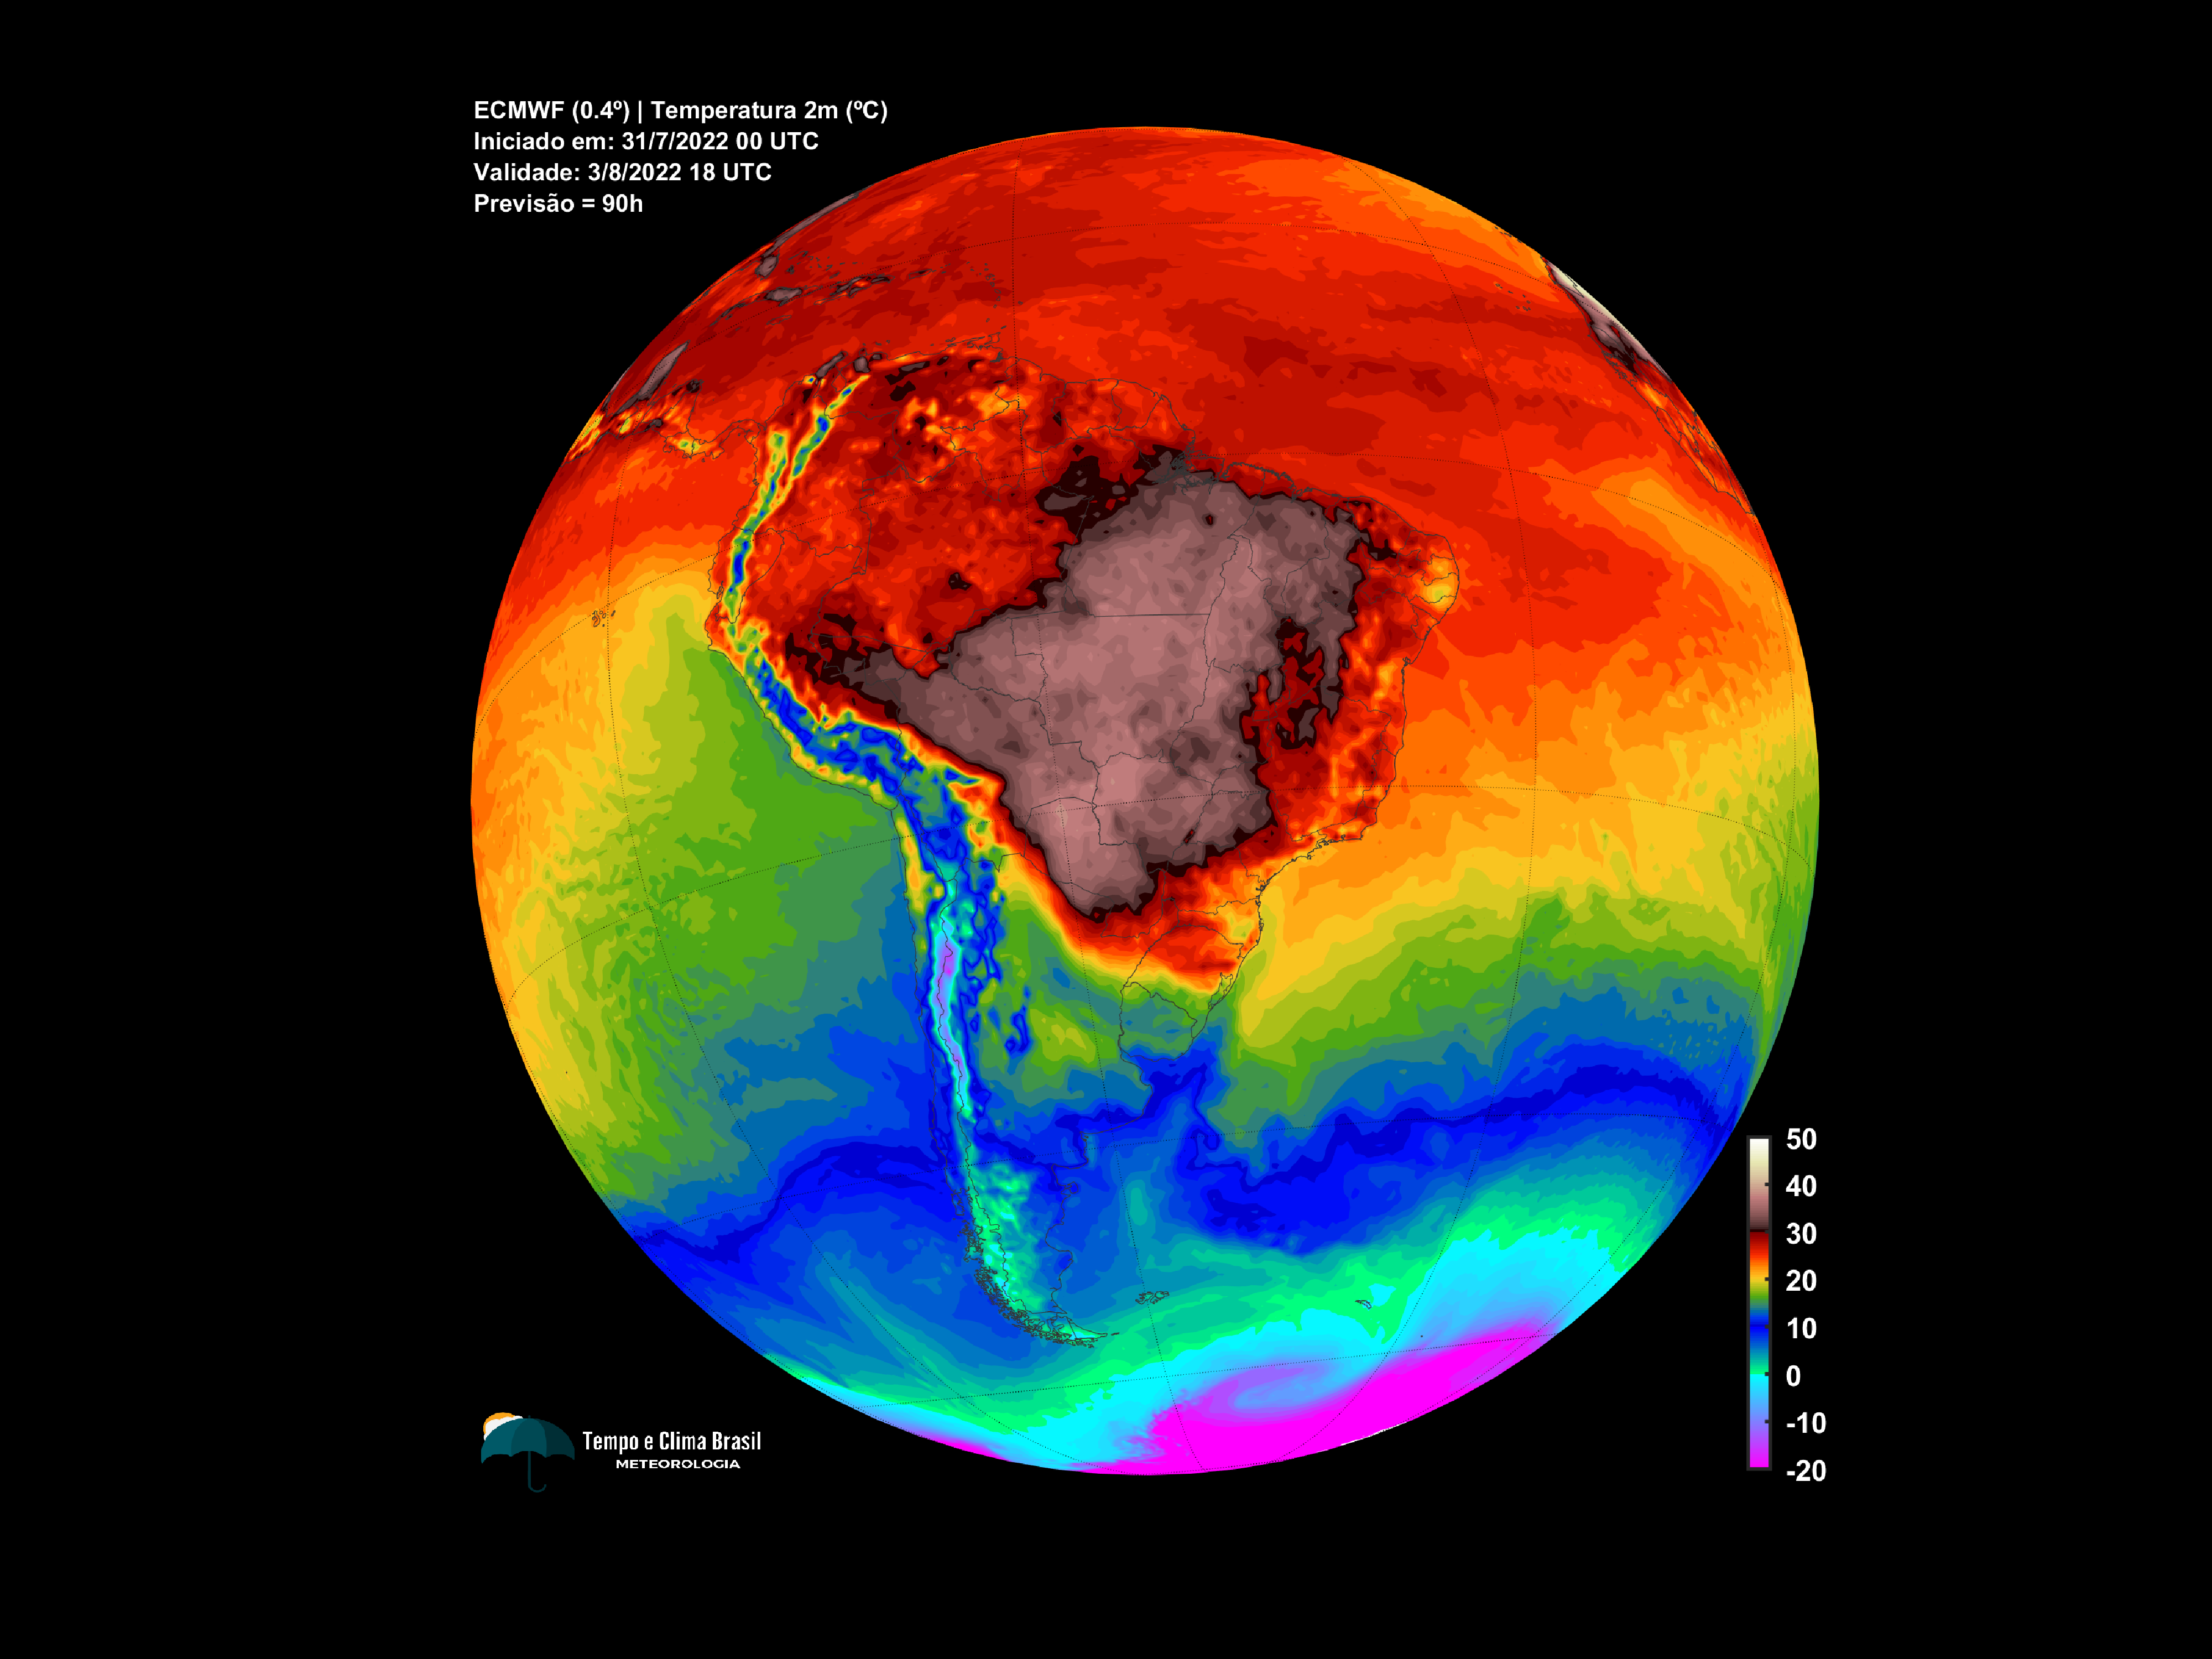 ECMWF (0.4º) | Temperatura 2m (ºC)
Iniciado em: 31/7/2022 00 UTC
Validade: 3/8/2022 18 UTC
Previsão = 90h
50
40
30
20
10
0
-10
-20
Tempo e Clima Brasil
METEOROLOGIA